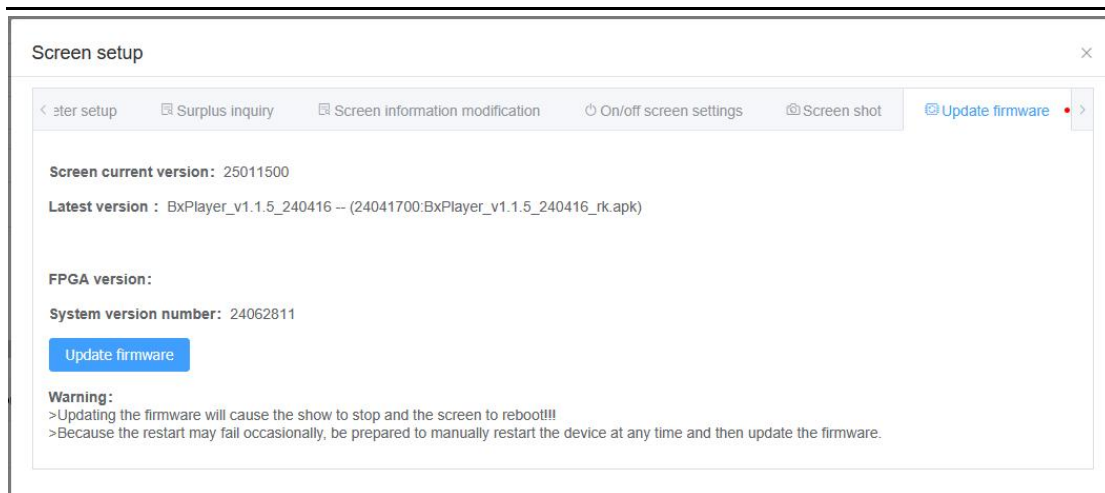 Screen setup
eter setup Surplus inquiry Screen information modification On/off screen settings Screen shot Update firmware
Screen current version: 25011500
Latest version : BxPlayer_v1.1.5_240416 -- (24041700:BxPlayer_v1.1.5_240416_rk.apk)
FPGA version:
System version number: 24062811
Update firmware
Warning:
>Updating the firmware will cause the show to stop and the screen to reboot!!!
>Because the restart may fail occasionally, be prepared to manually restart the device at any time and then update the firmware.